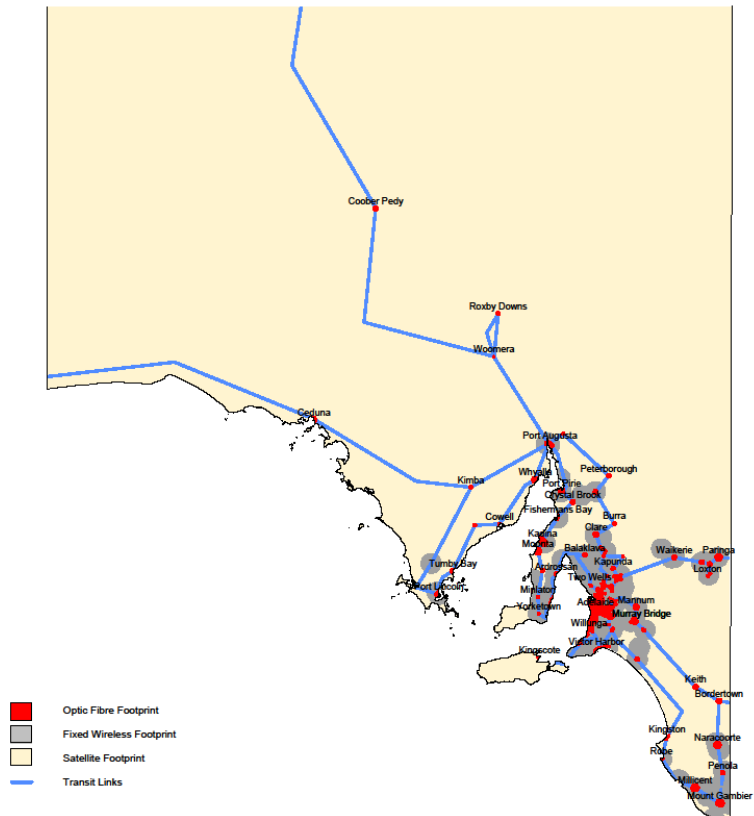 Coober Pedy
Roxby Downs
Woomera
Ceduna
Port Augusta
Kimba
Whyalla
Peterborough
Port Pirie
Crystal Brook
Cowell
Fishermans Bay
Burra
Clare
Kadina
Moonta
Balaklava
Waikerie
Paringa
Kapunda
Loxton
Tumby Bay
Ardrossan
Two Wells
Port Lincoln
Minlaton
Adelaide
Mannum
Yorketown
Murray Bridge
Willunga
Victor Harbor
Kingscote
Keith
Bordertown
Optic Fibre Footprint
Kingston
Fixed Wireless Footprint
Naracoorte
Robe
Satellite Footprint
Penola
Transit Links
Millicent
Mount Gambier